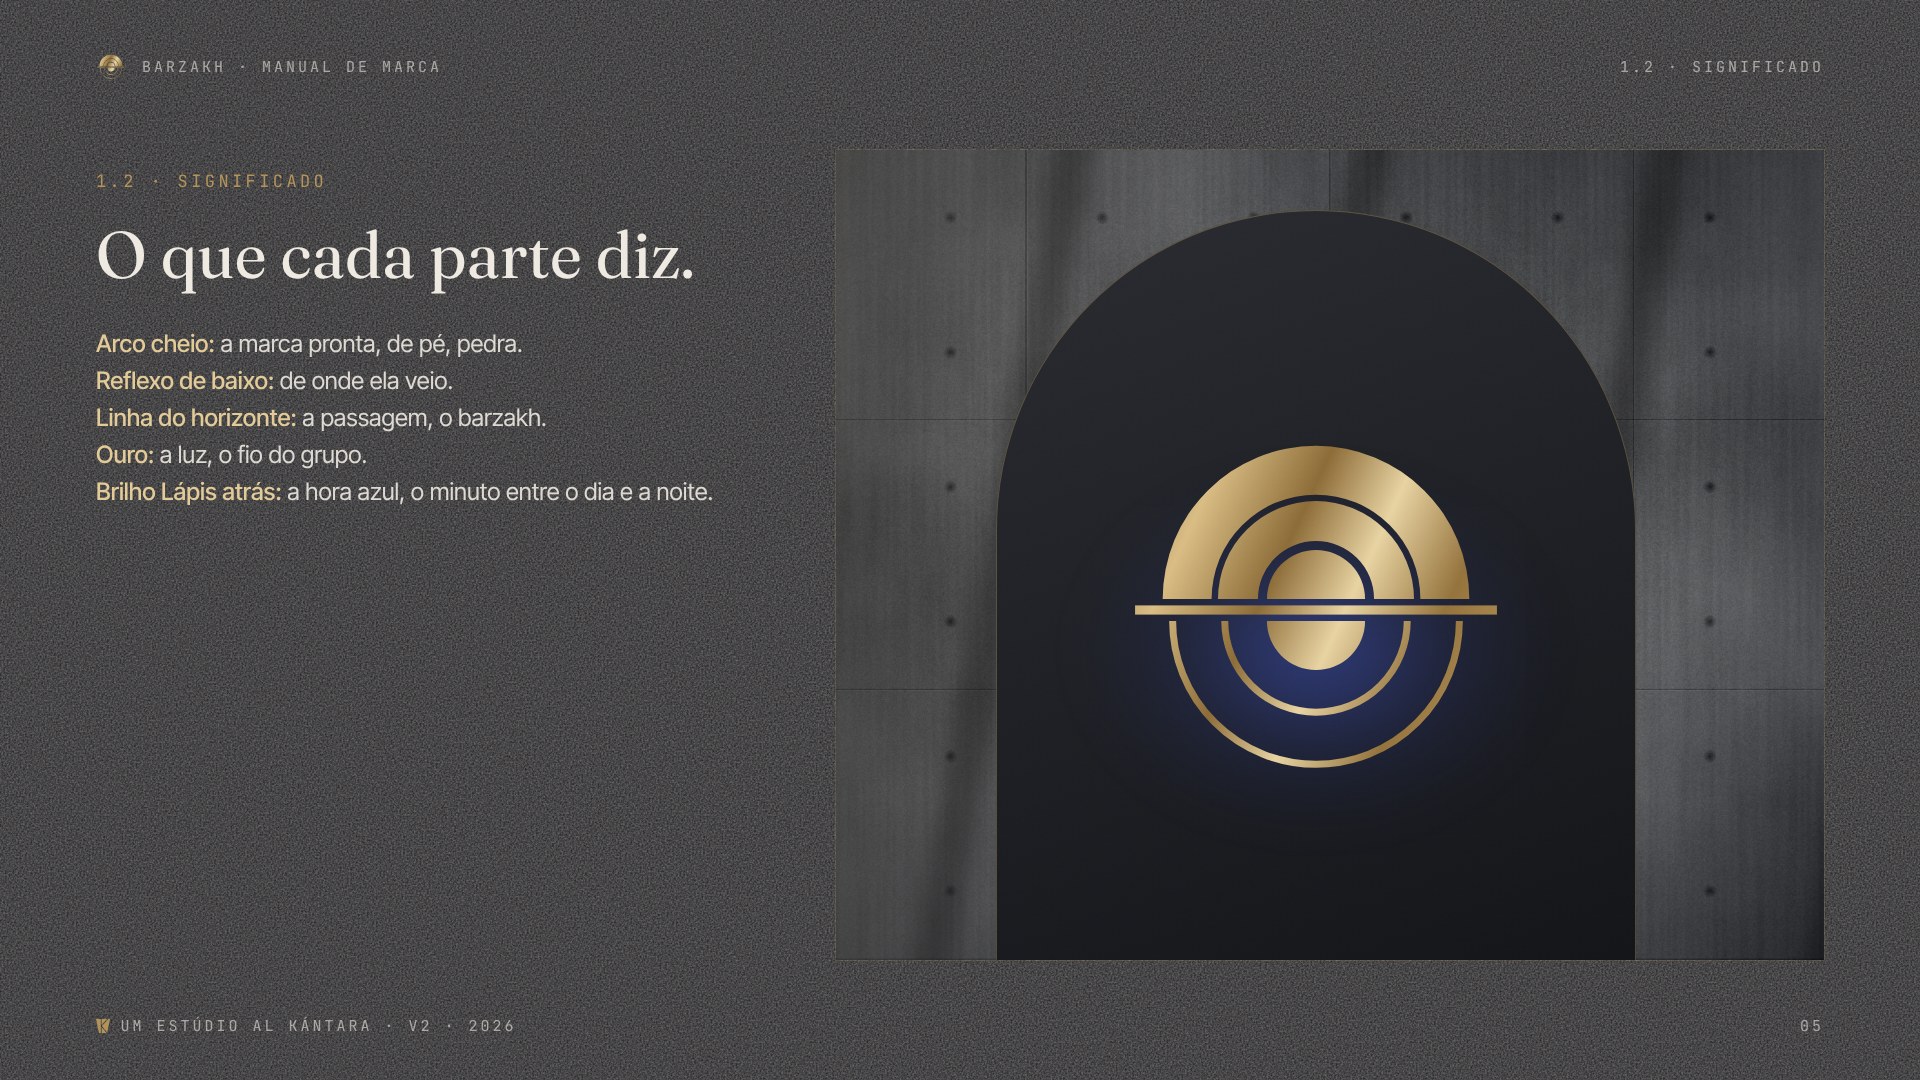 BARZAKH · MANUAL DE MARCA
1.2 · SIGNIFICADO
1.2 · SIGNIFICADO
O que cada parte diz.
Arco cheio: a marca pronta, de pé, pedra.
Reflexo de baixo: de onde ela veio.
Linha do horizonte: a passagem, o barzakh.
Ouro: a luz, o fio do grupo.
Brilho Lápis atrás: a hora azul, o minuto entre o dia e a noite.
UM ESTÚDIO AL KÁNTARA · V2 · 2026
05